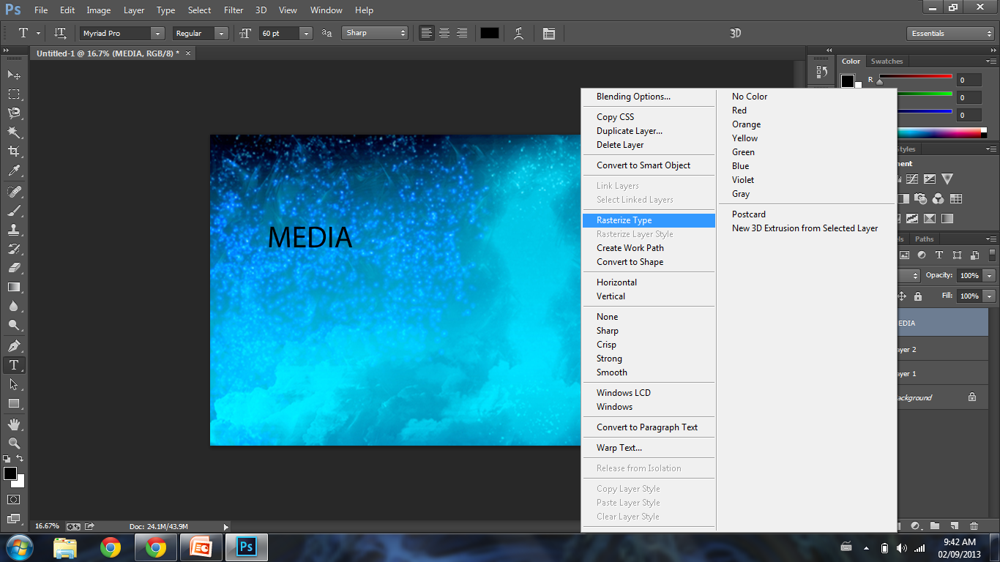 Ps File Edit Image Layer Type Select Filter 3D View Window Help
T Myriad Pro Regular 60 pt Sharp 3D Essentials
Untitled-1 @ 16.7% (MEDIA, RGB/8) * ×
Color Swatches
R 0
0
0
MEDIA
Blending Options...
Copy CSS
Duplicate Layer...
Delete Layer
Convert to Smart Object
Link Layers
Select Linked Layers
Rasterize Type
Rasterize Layer Style
Create Work Path
Convert to Shape
Horizontal
Vertical
None
Sharp
Crisp
Strong
Smooth
Windows LCD
Windows
Convert to Paragraph Text
Warp Text...
Release from Isolation
Copy Layer Style
Paste Layer Style
Clear Layer Style
No Color
Red
Orange
Yellow
Green
Blue
Violet
Gray
Postcard
New 3D Extrusion from Selected Layer
Styles
ment
els Paths
Opacity: 100%
Fill: 100%
EDIA
ayer 2
ayer 1
ackground
16.67% Doc: 24.1M/43.9M
Ps
9:42 AM
02/09/2013